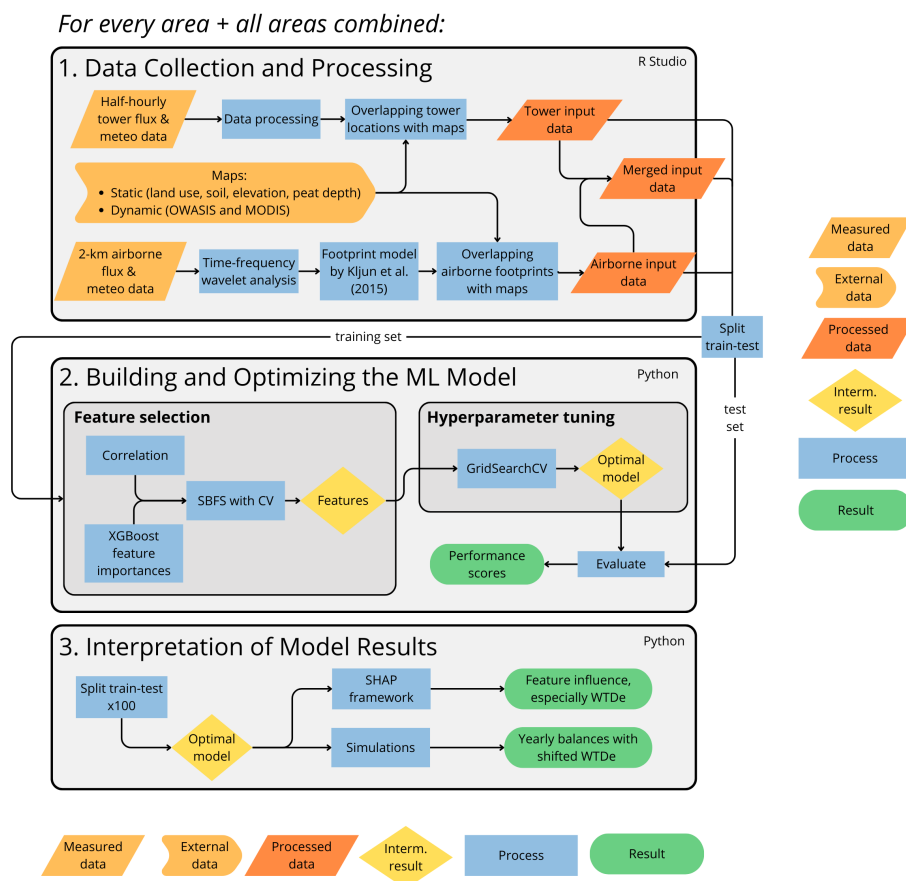 For every area + all areas combined:
1. Data Collection and Processing
R Studio
Half-hourly
tower flux &
meteo data
Data processing
Overlapping tower
locations with maps
Tower input
data
Merged input
data
Maps:
• Static (land use, soil, elevation, peat depth)
• Dynamic (OWASIS and MODIS)
2-km airborne
flux &
meteo data
Time-frequency
wavelet analysis
Footprint model
by Kljun et al.
(2015)
Overlapping
airborne footprints
with maps
Airborne input
data
Split
train-test
training set
test
set
2. Building and Optimizing the ML Model
Python
Feature selection
Correlation
XGBoost
feature
importances
SBFS with CV
Features
Hyperparameter tuning
GridSearchCV
Optimal
model
Performance
scores
Evaluate
3. Interpretation of Model Results
Python
Split train-test
x100
Optimal
model
SHAP
framework
Feature influence,
especially WTDe
Simulations
Yearly balances with
shifted WTDe
Measured
data
External
data
Processed
data
Interm.
result
Process
Result
Measured
data
External
data
Processed
data
Interm.
result
Process
Result